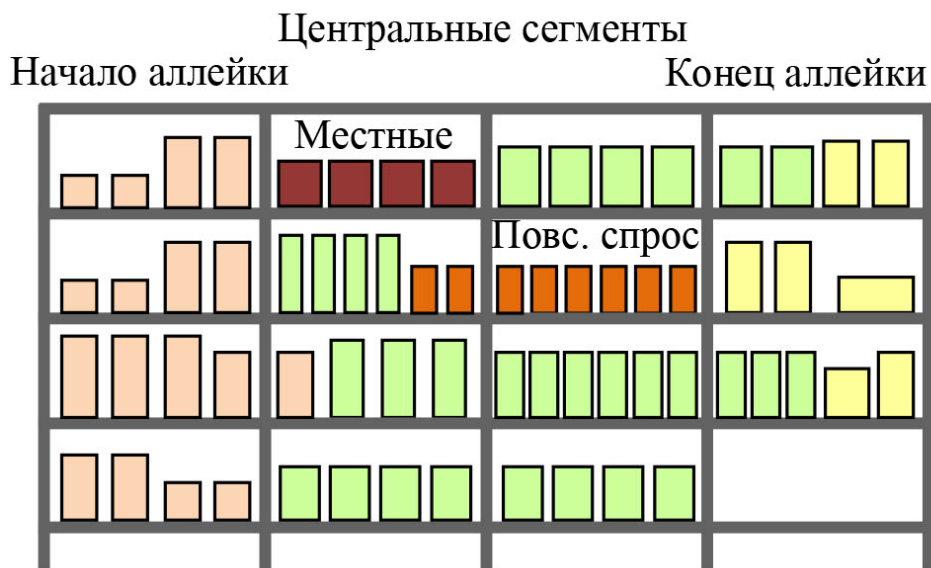 Центральные сегменты
Начало аллейки
Конец аллейки
Местные
Повс. спрос